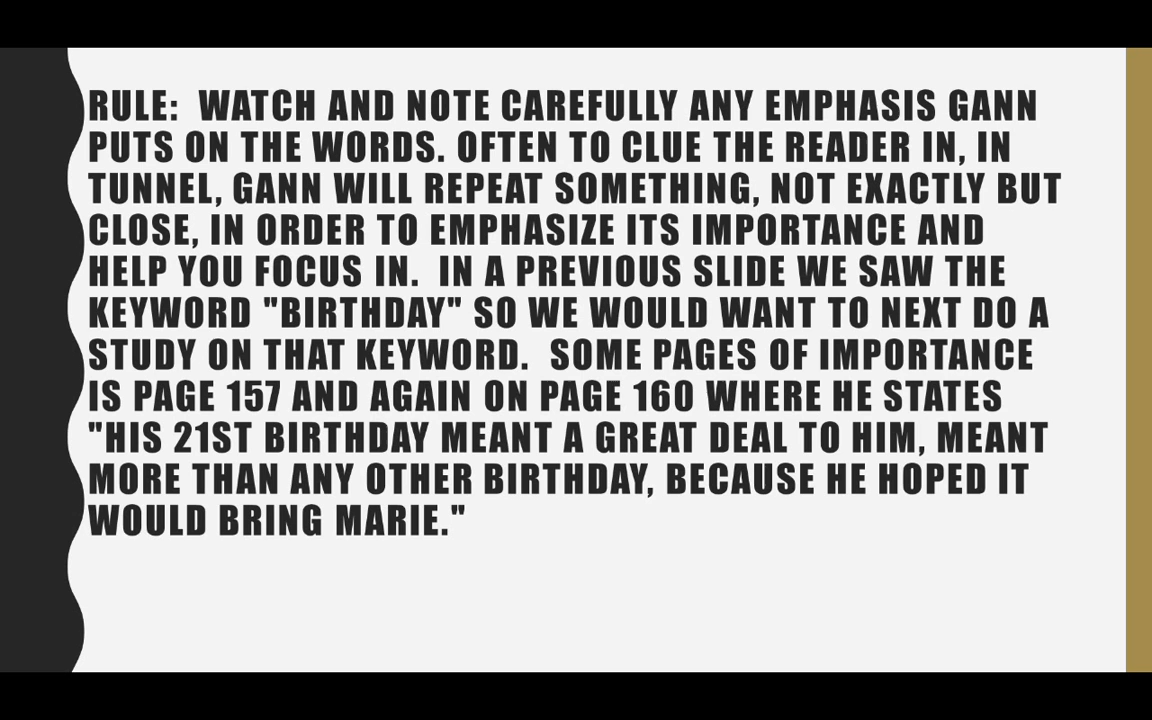 RULE:  WATCH AND NOTE CAREFULLY ANY EMPHASIS GANN
PUTS ON THE WORDS. OFTEN TO CLUE THE READER IN, IN
TUNNEL, GANN WILL REPEAT SOMETHING, NOT EXACTLY BUT
CLOSE, IN ORDER TO EMPHASIZE ITS IMPORTANCE AND
HELP YOU FOCUS IN.  IN A PREVIOUS SLIDE WE SAW THE
KEYWORD "BIRTHDAY" SO WE WOULD WANT TO NEXT DO A
STUDY ON THAT KEYWORD.  SOME PAGES OF IMPORTANCE
IS PAGE 157 AND AGAIN ON PAGE 160 WHERE HE STATES
"HIS 21ST BIRTHDAY MEANT A GREAT DEAL TO HIM, MEANT
MORE THAN ANY OTHER BIRTHDAY, BECAUSE HE HOPED IT
WOULD BRING MARIE."